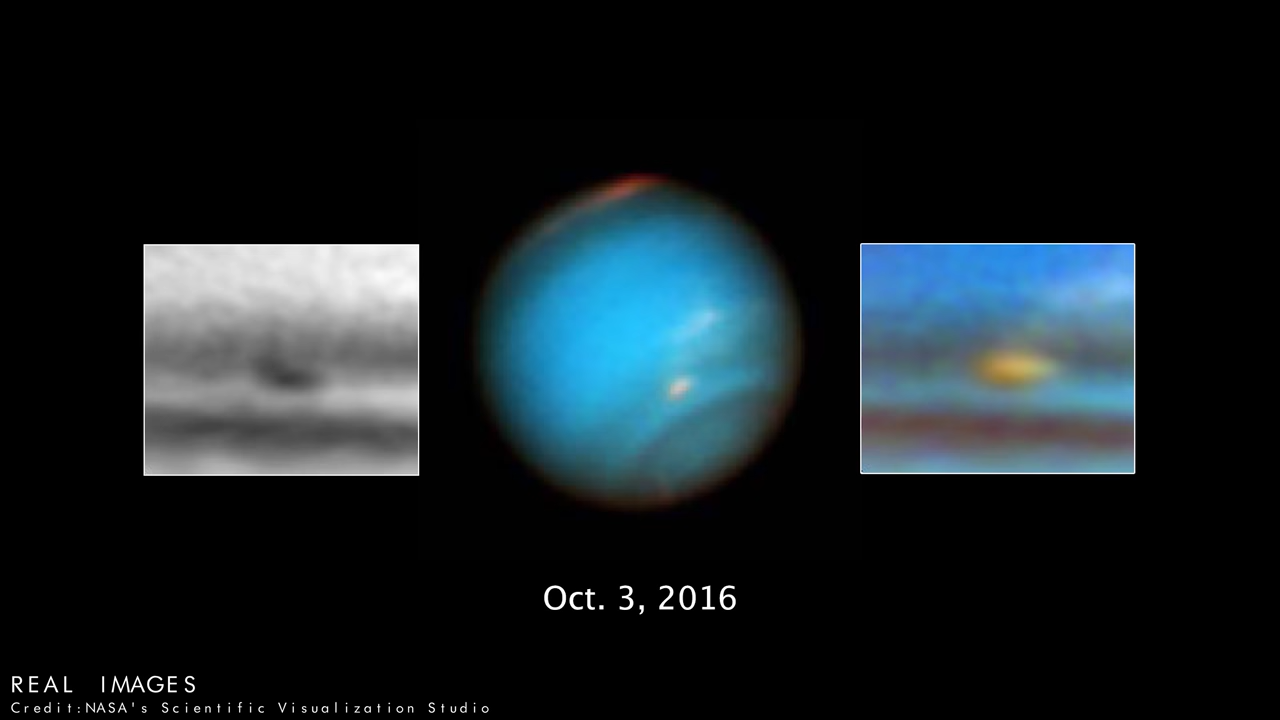 Oct. 3, 2016
REAL IMAGES
Credit:NASA's Scientific Visualization Studio